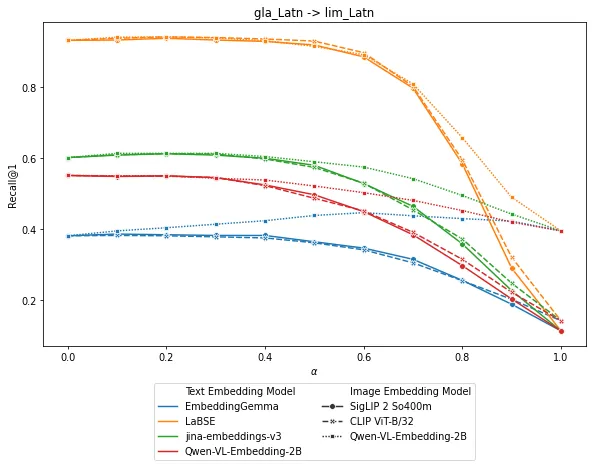 gla_Latn -> lim_Latn
Recall@1
0.8
0.6
0.4
0.2
0.0 0.2 0.4 0.6 0.8 1.0
α
Text Embedding Model Image Embedding Model
EmbeddingGemma SigLIP 2 So400m
LaBSE CLIP ViT-B/32
jina-embeddings-v3 Qwen-VL-Embedding-2B
Qwen-VL-Embedding-2B